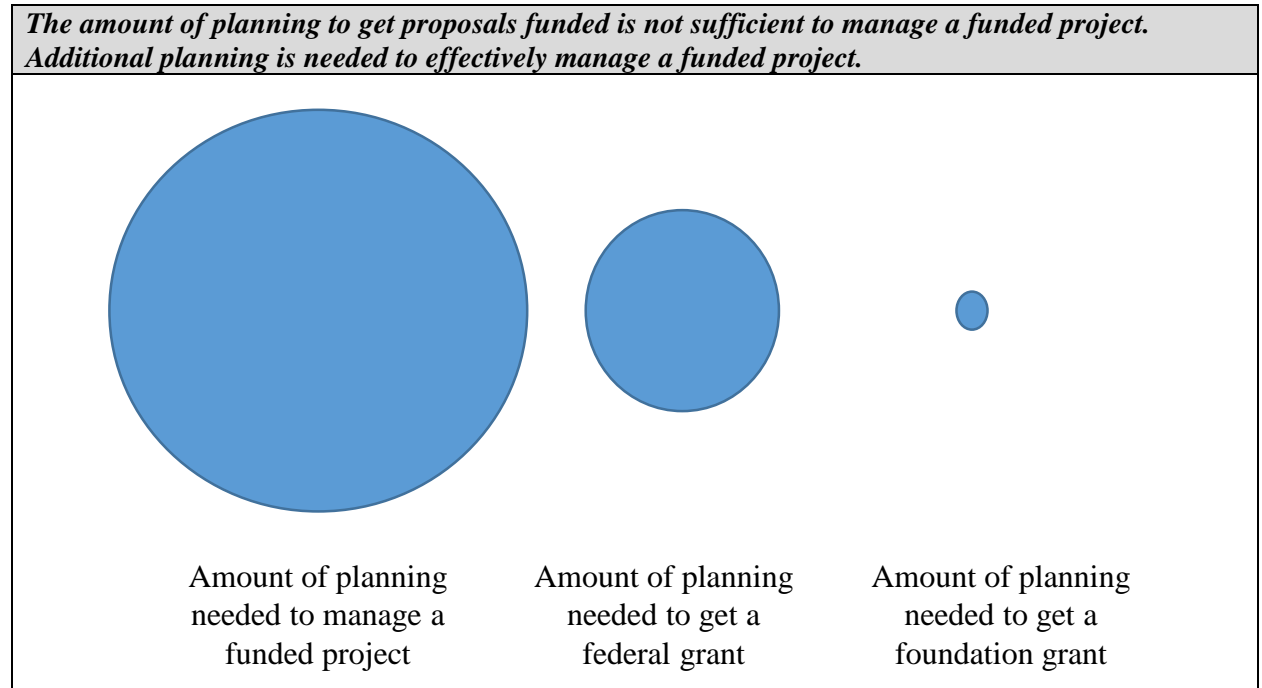 The amount of planning to get proposals funded is not sufficient to manage a funded project.
Additional planning is needed to effectively manage a funded project.
Amount of planning
needed to manage a
funded project
Amount of planning
needed to get a
federal grant
Amount of planning
needed to get a
foundation grant